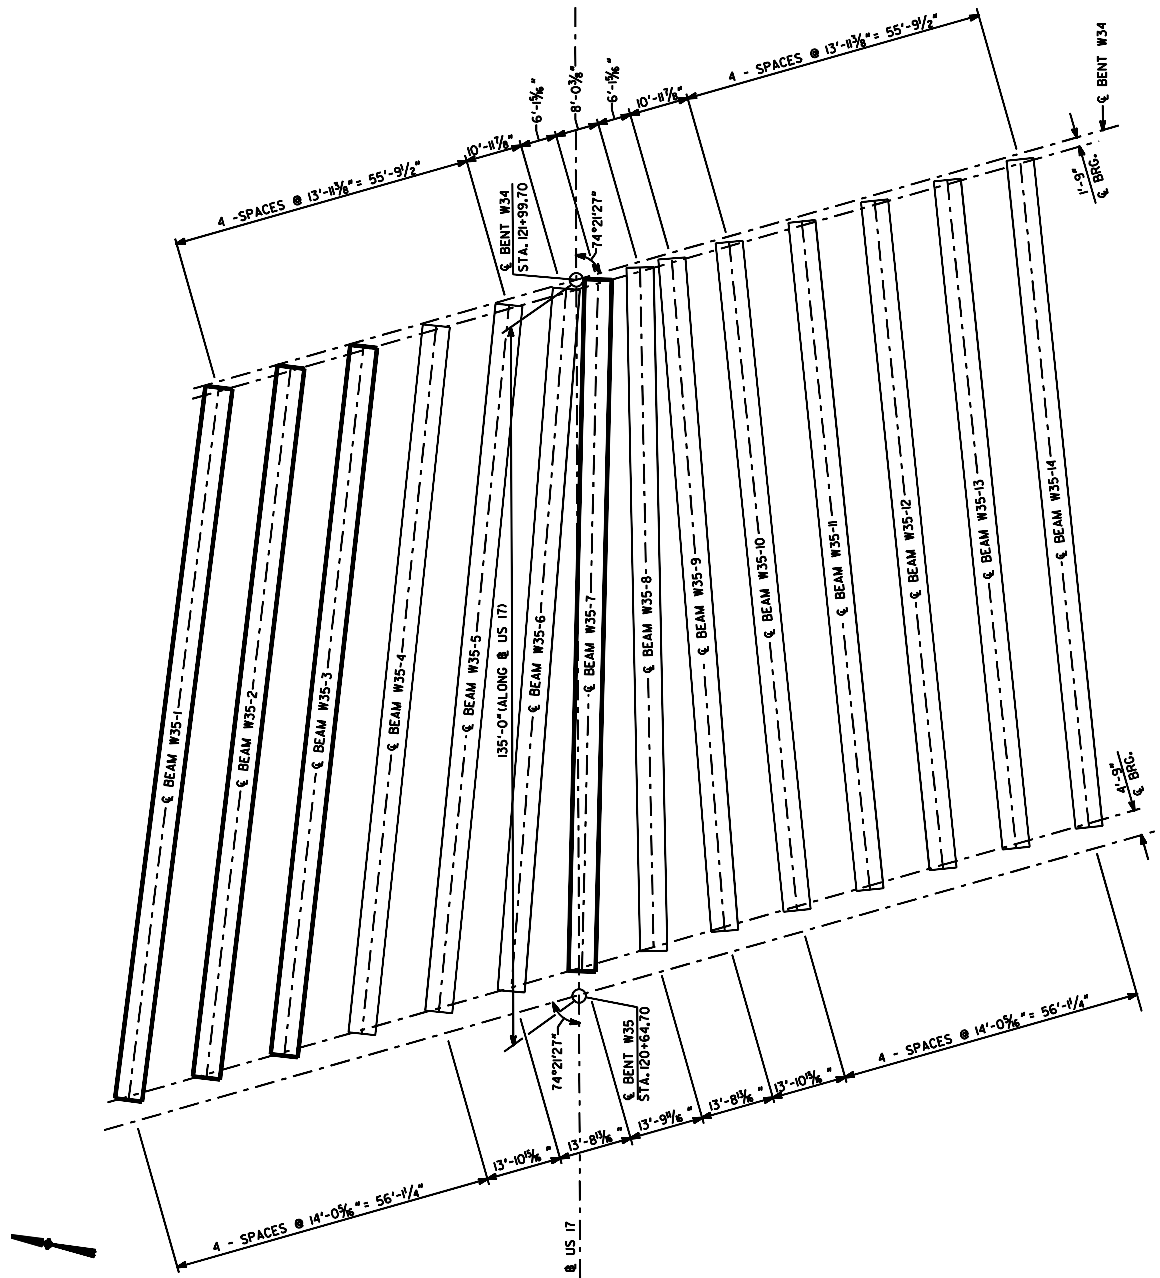 4 - SPACES @ 13'-11⅜" = 55'-9½"
℄ BENT W34
6'-1⁵⁄₁₆"
8'-0⅜"
6'-1⁵⁄₁₆"
10'-11⅞"
10'-11⅞"
4 - SPACES @ 13'-11⅜" = 55'-9½"
1'-9"
℄ BRG.
℄ BENT W34
STA. 121+99.70
74°21'27"
℄ BEAM W35-1
℄ BEAM W35-2
℄ BEAM W35-3
℄ BEAM W35-4
℄ BEAM W35-5
135'-0" (ALONG ℄ US 17)
℄ BEAM W35-6
℄ BEAM W35-7
℄ BEAM W35-8
℄ BEAM W35-9
℄ BEAM W35-10
℄ BEAM W35-11
℄ BEAM W35-12
℄ BEAM W35-13
℄ BEAM W35-14
4'-9"
℄ BRG.
74°21'27"
℄ BENT W35
STA. 120+64.70
4 - SPACES @ 14'-0⁵⁄₁₆" = 56'-1¼"
13'-10¹⁵⁄₁₆"
13'-8¹³⁄₁₆"
13'-9¹¹⁄₁₆"
13'-8¹³⁄₁₆"
13'-10¹⁵⁄₁₆"
4 - SPACES @ 14'-0⁵⁄₁₆" = 56'-1¼"
℄ US 17